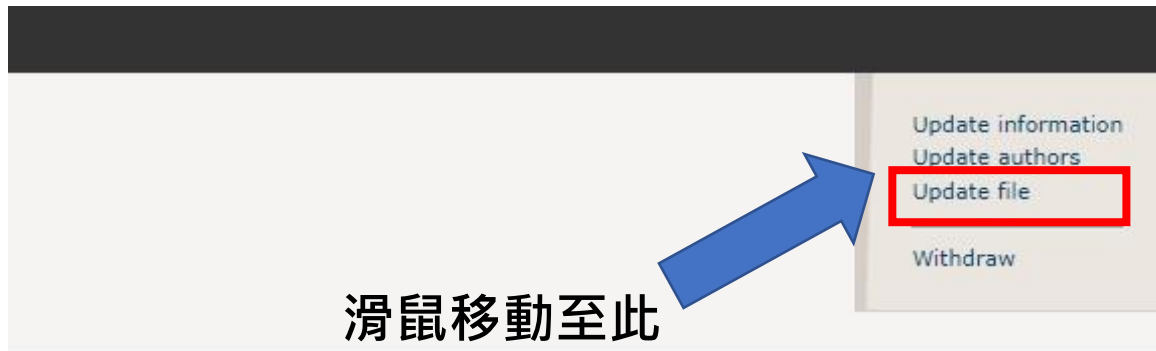 Update information
Update authors
Update file
Withdraw
滑鼠移動至此